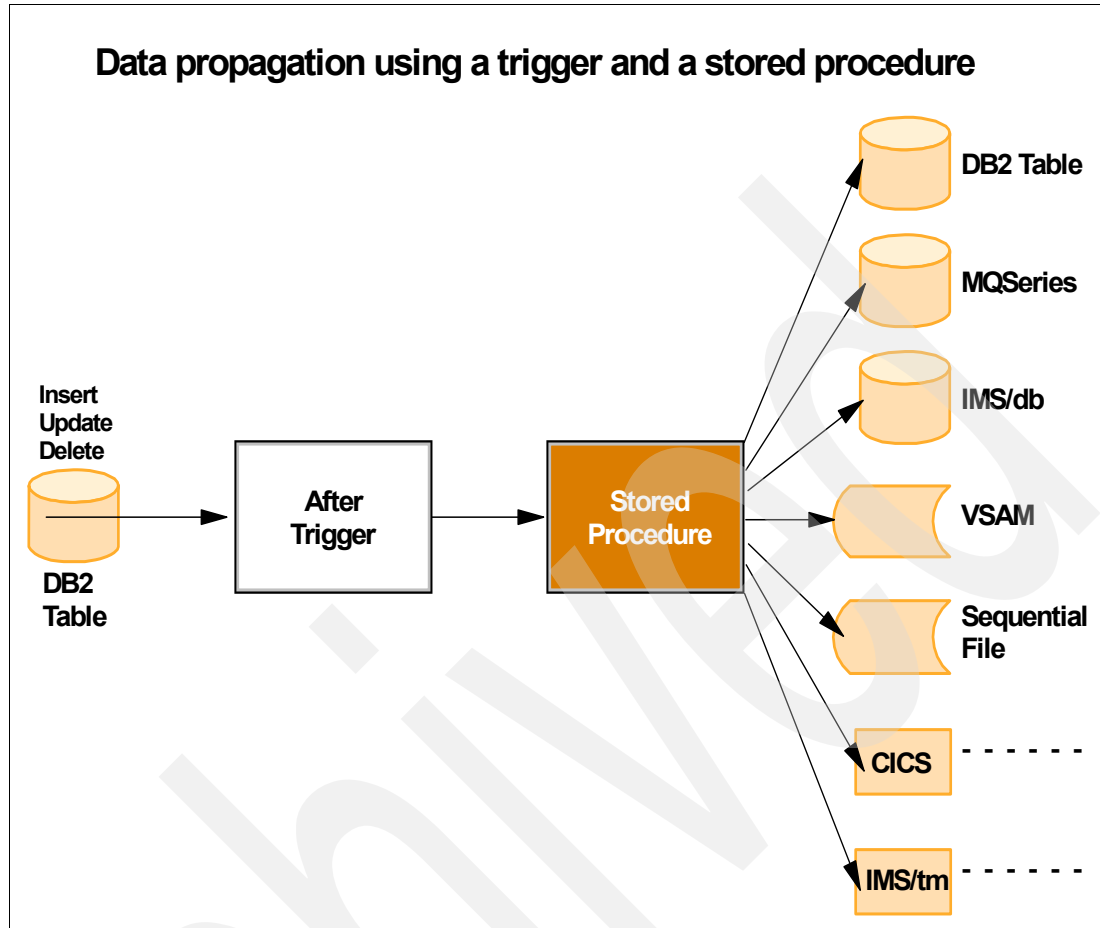 Data propagation using a trigger and a stored procedure
DB2 Table
MQSeries
Insert
Update
Delete
IMS/db
After
Trigger
Stored
Procedure
VSAM
DB2
Table
Sequential
File
CICS
- - - - - -
IMS/tm
- - - - - -
hived